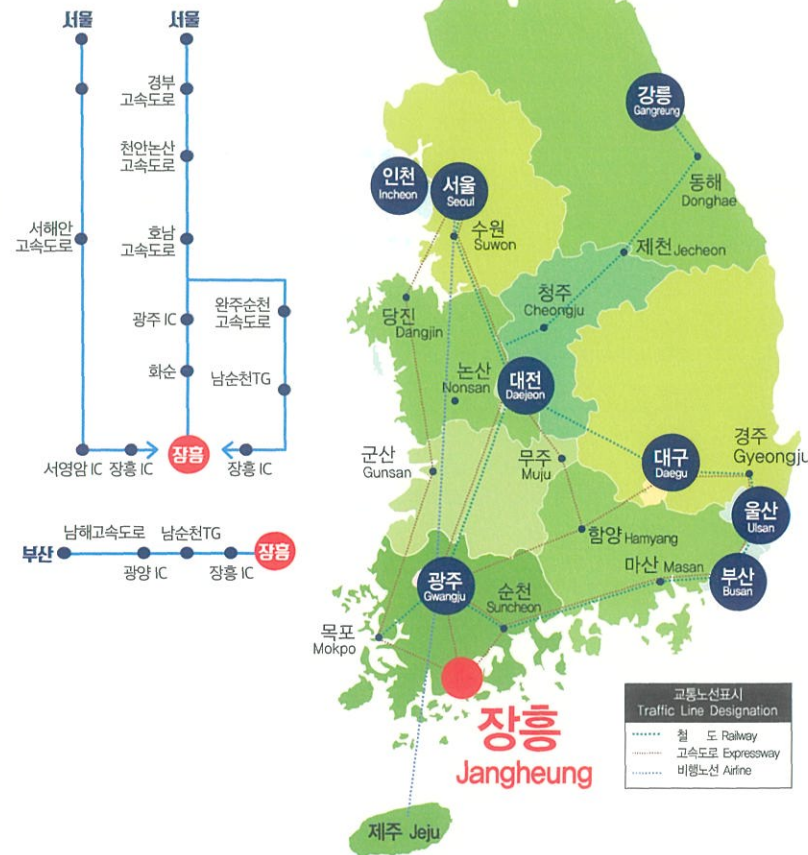 서울
서울
경부
고속도로
천안논산
고속도로
서해안
고속도로
호남
고속도로
완주순천
고속도로
광주 IC
화순
남순천TG
장흥
서영암 IC
장흥 IC
장흥 IC
부산
남해고속도로
남순천TG
장흥
광양 IC
장흥 IC
강릉
Gangreung
인천
Incheon
서울
Seoul
동해
Donghae
수원
Suwon
제천 Jecheon
당진
Dangjin
청주
Cheongju
논산
Nonsan
대전
Daejeon
군산
Gunsan
무주
Muju
대구
Daegu
경주
Gyeongju
울산
Ulsan
함양 Hamyang
마산 Masan
부산
Busan
광주
Gwangju
순천
Suncheon
목포
Mokpo
장흥
Jangheung
제주 Jeju
교통노선표시
Traffic Line Designation
철 도 Railway
고속도로 Expressway
비행노선 Airline